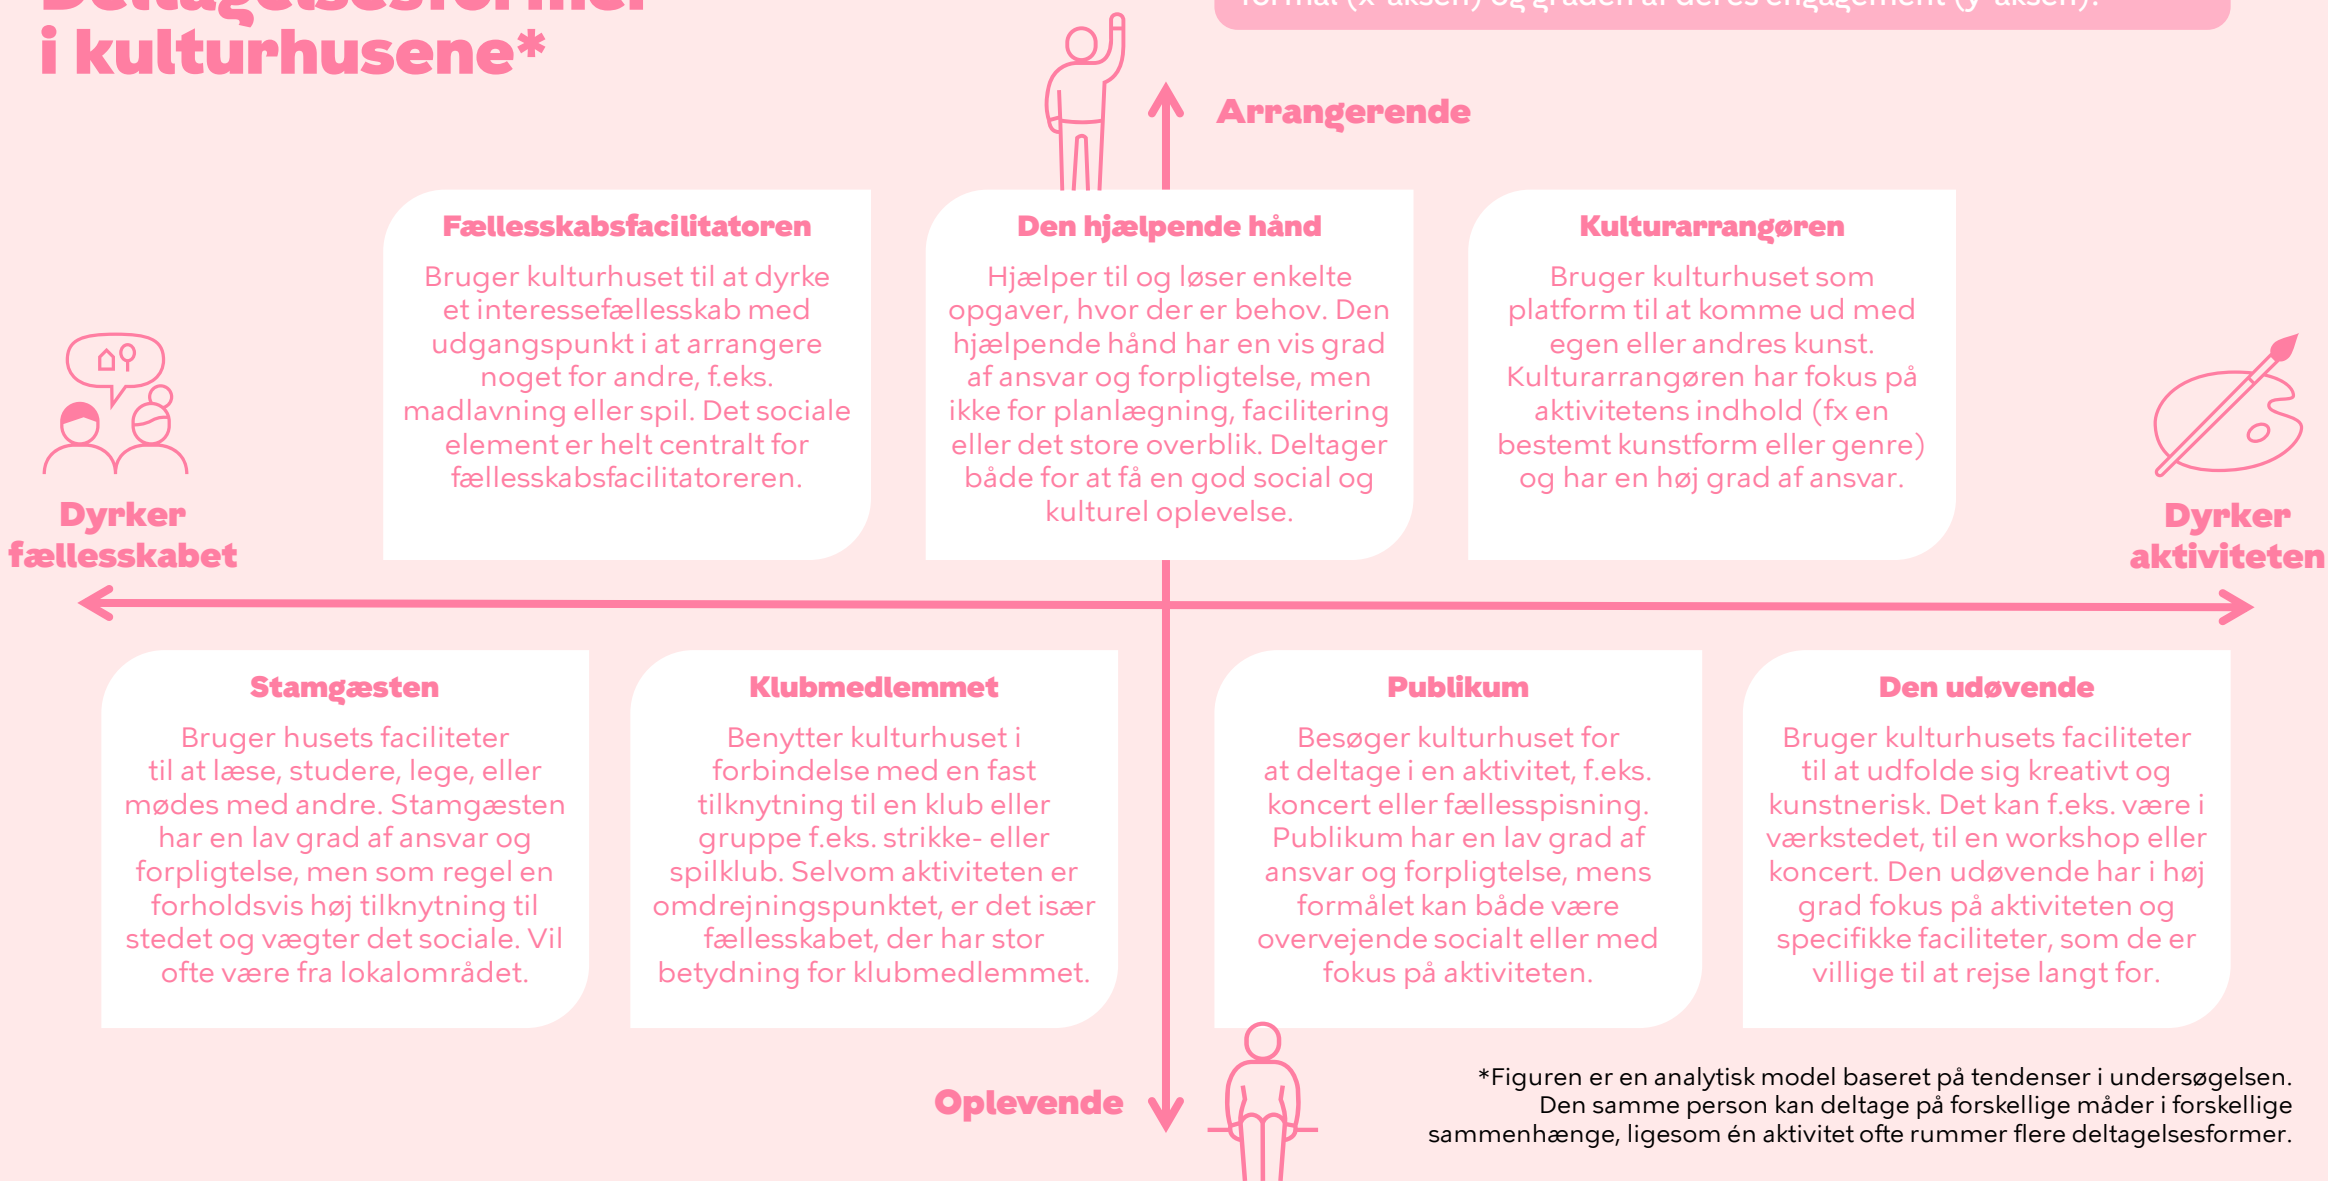 Deltagelsesformer
i kulturhusene*
formål (x-aksen) og graden af deres engagement (y-aksen).
Arrangerende
Fællesskabsfacilitatoren
Bruger kulturhuset til at dyrke
et interessefællesskab med
udgangspunkt i at arrangere
noget for andre, f.eks.
madlavning eller spil. Det sociale
element er helt centralt for
fællesskabsfacilitatoreren.
Den hjælpende hånd
Hjælper til og løser enkelte
opgaver, hvor der er behov. Den
hjælpende hånd har en vis grad
af ansvar og forpligtelse, men
ikke for planlægning, facilitering
eller det store overblik. Deltager
både for at få en god social og
kulturel oplevelse.
Kulturarrangøren
Bruger kulturhuset som
platform til at komme ud med
egen eller andres kunst.
Kulturarrangøren har fokus på
aktivitetens indhold (fx en
bestemt kunstform eller genre)
og har en høj grad af ansvar.
Dyrker
fællesskabet
Dyrker
aktiviteten
Stamgæsten
Bruger husets faciliteter
til at læse, studere, lege, eller
mødes med andre. Stamgæsten
har en lav grad af ansvar og
forpligtelse, men som regel en
forholdsvis høj tilknytning til
stedet og vægter det sociale. Vil
ofte være fra lokalområdet.
Klubmedlemmet
Benytter kulturhuset i
forbindelse med en fast
tilknytning til en klub eller
gruppe f.eks. strikke- eller
spilklub. Selvom aktiviteten er
omdrejningspunktet, er det især
fællesskabet, der har stor
betydning for klubmedlemmet.
Publikum
Besøger kulturhuset for
at deltage i en aktivitet, f.eks.
koncert eller fællesspisning.
Publikum har en lav grad af
ansvar og forpligtelse, mens
formålet kan både være
overvejende socialt eller med
fokus på aktiviteten.
Den udøvende
Bruger kulturhusets faciliteter
til at udfolde sig kreativt og
kunstnerisk. Det kan f.eks. være i
værkstedet, til en workshop eller
koncert. Den udøvende har i høj
grad fokus på aktiviteten og
specifikke faciliteter, som de er
villige til at rejse langt for.
Oplevende
*Figuren er en analytisk model baseret på tendenser i undersøgelsen.
Den samme person kan deltage på forskellige måder i forskellige
sammenhænge, ligesom én aktivitet ofte rummer flere deltagelsesformer.